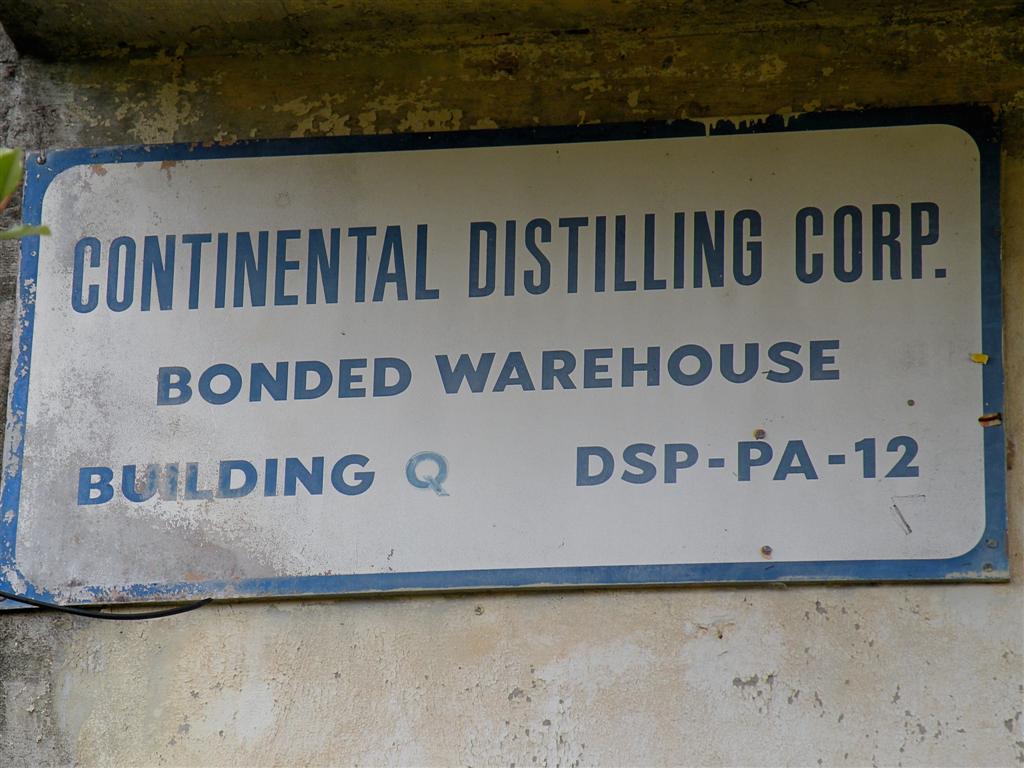 CONTINENTAL DISTILLING CORP.
BONDED WAREHOUSE
BUILDING Q DSP-PA-12